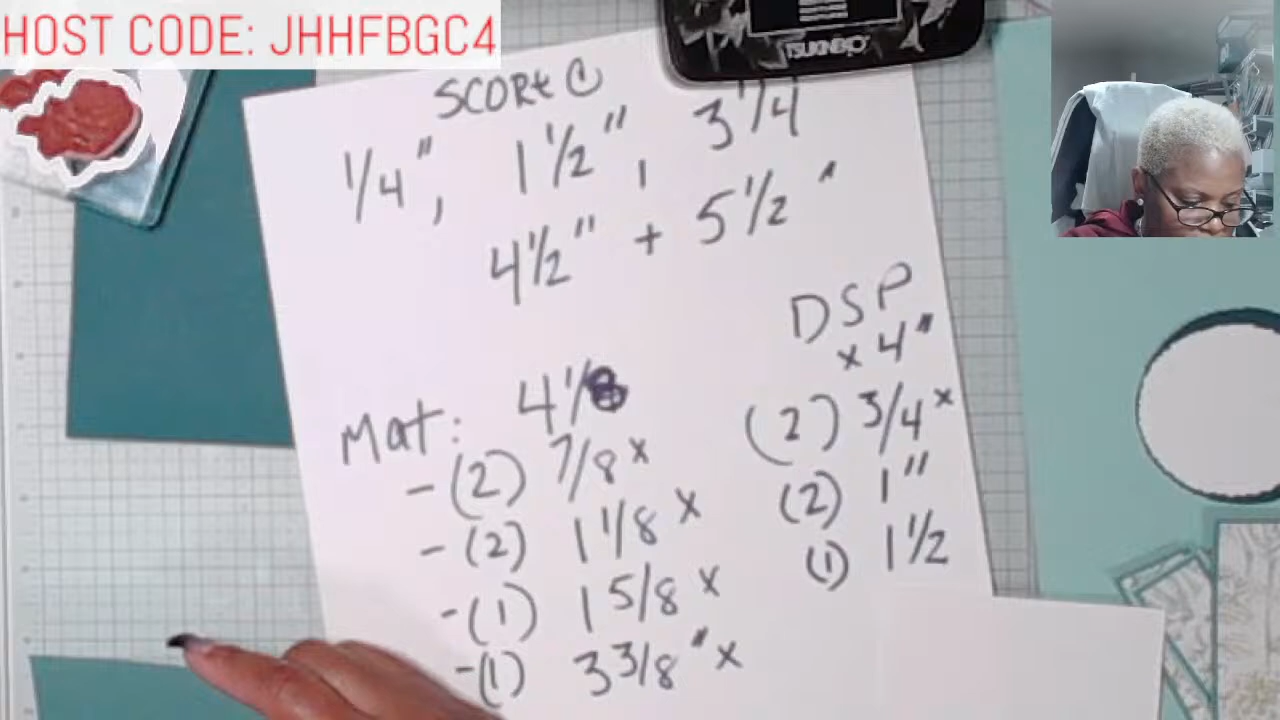 HOST CODE: JHHFBGC4
TSUKINEKO
SCORE @
1/4", 1 1/2", 3 1/4
4 1/2" + 5 1/2"
DSP
x 4"
Mat: 4 1/8
(2) 3/4 x
- (2) 7/8 x
(2) 1"
- (2) 1 1/8 x
(1) 1 1/2
- (1) 1 5/8 x
- (1) 3 3/8" x